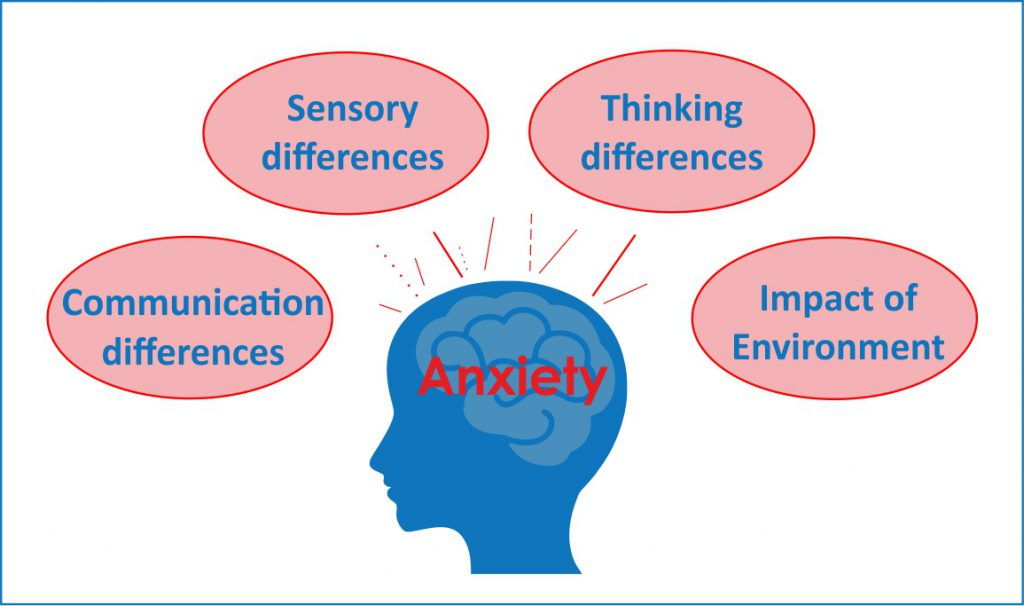 Sensory
differences
Thinking
differences
Communication
differences
Impact of
Environment
Anxiety